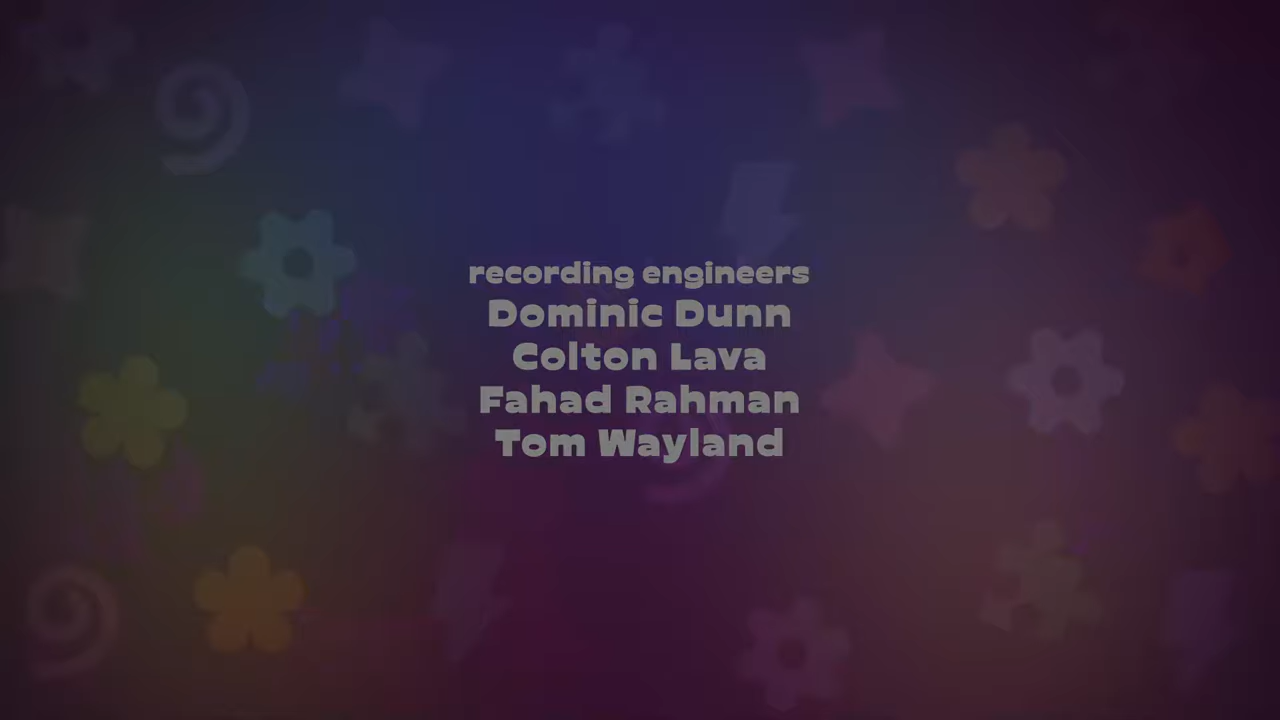 recording engineers
Dominic Dunn
Colton Lava
Fahad Rahman
Tom Wayland